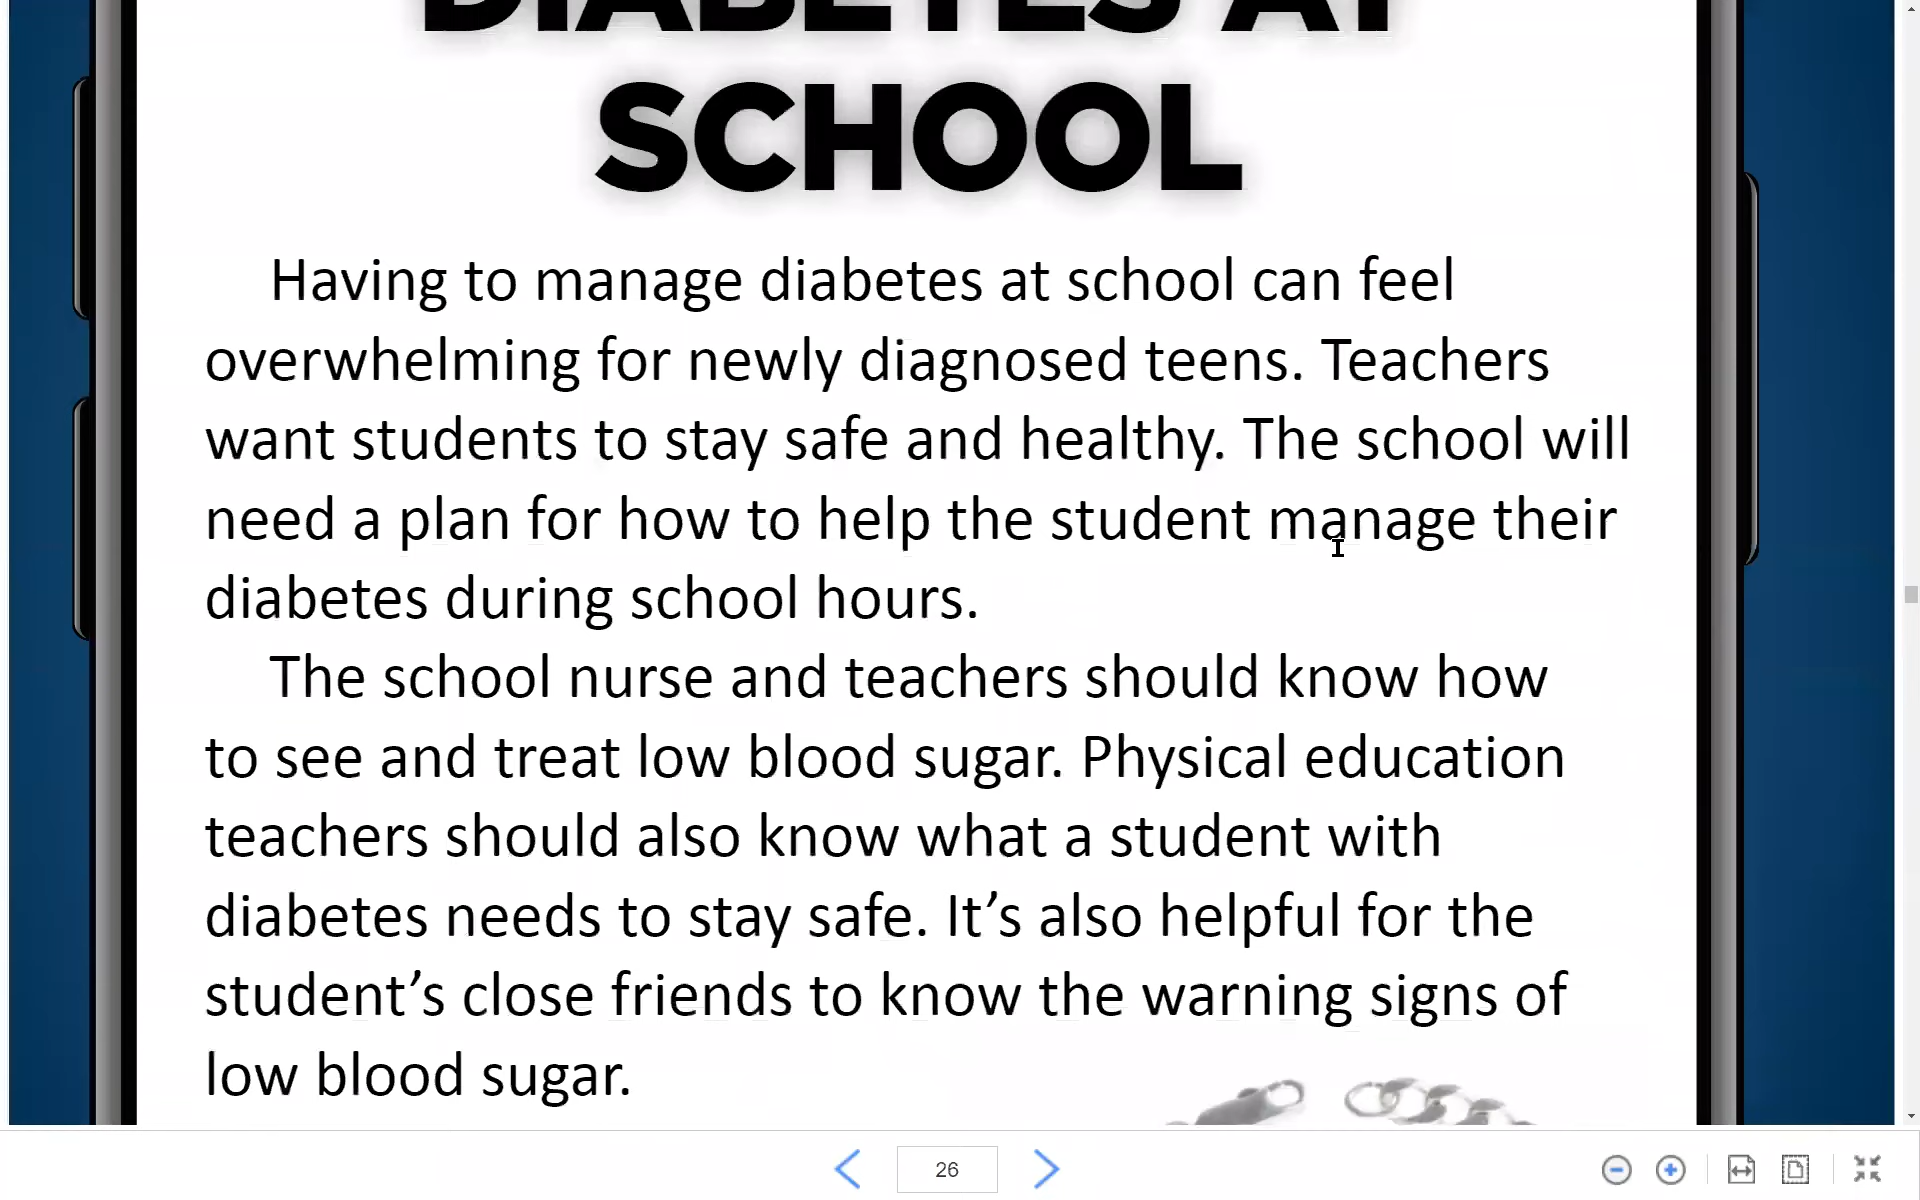 DIABETES AT
SCHOOL
Having to manage diabetes at school can feel
overwhelming for newly diagnosed teens. Teachers
want students to stay safe and healthy. The school will
need a plan for how to help the student manage their
diabetes during school hours.
The school nurse and teachers should know how
to see and treat low blood sugar. Physical education
teachers should also know what a student with
diabetes needs to stay safe. It’s also helpful for the
student’s close friends to know the warning signs of
low blood sugar.
26